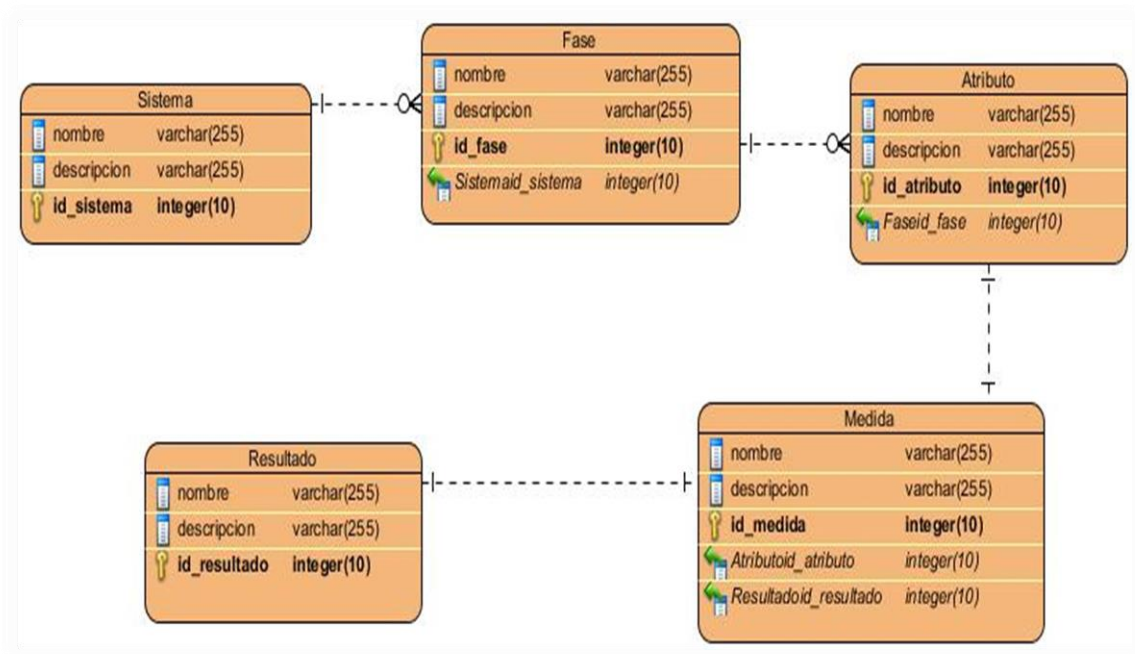 Sistema
nombre varchar(255)
descripcion varchar(255)
id_sistema integer(10)
Fase
nombre varchar(255)
descripcion varchar(255)
id_fase integer(10)
Sistemaid_sistema integer(10)
Atributo
nombre varchar(255)
descripcion varchar(255)
id_atributo integer(10)
Faseid_fase integer(10)
Resultado
nombre varchar(255)
descripcion varchar(255)
id_resultado integer(10)
Medida
nombre varchar(255)
descripcion varchar(255)
id_medida integer(10)
Atributoid_atributo integer(10)
Resultadoid_resultado integer(10)